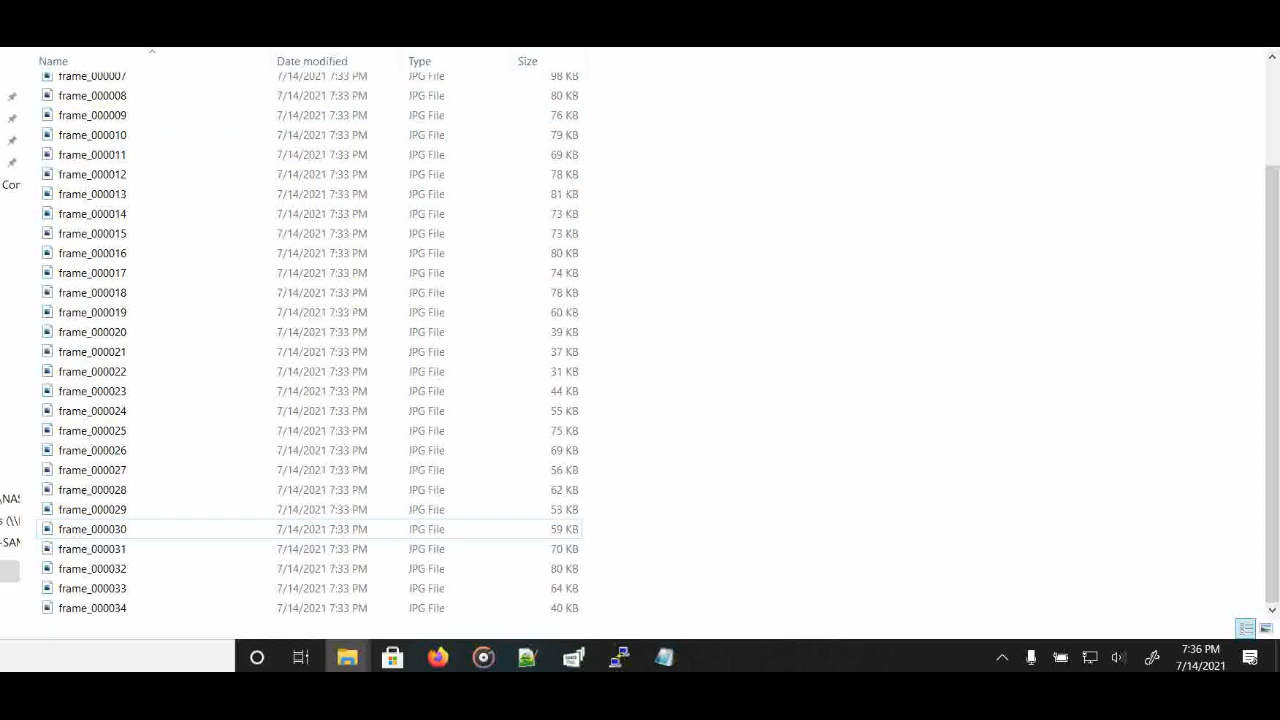 Name Date modified Type Size
frame_000007 7/14/2021 7:33 PM JPG File 98 KB
frame_000008 7/14/2021 7:33 PM JPG File 80 KB
frame_000009 7/14/2021 7:33 PM JPG File 76 KB
frame_000010 7/14/2021 7:33 PM JPG File 79 KB
frame_000011 7/14/2021 7:33 PM JPG File 69 KB
frame_000012 7/14/2021 7:33 PM JPG File 78 KB
Cor
frame_000013 7/14/2021 7:33 PM JPG File 81 KB
frame_000014 7/14/2021 7:33 PM JPG File 73 KB
frame_000015 7/14/2021 7:33 PM JPG File 73 KB
frame_000016 7/14/2021 7:33 PM JPG File 80 KB
frame_000017 7/14/2021 7:33 PM JPG File 74 KB
frame_000018 7/14/2021 7:33 PM JPG File 78 KB
frame_000019 7/14/2021 7:33 PM JPG File 60 KB
frame_000020 7/14/2021 7:33 PM JPG File 39 KB
frame_000021 7/14/2021 7:33 PM JPG File 37 KB
frame_000022 7/14/2021 7:33 PM JPG File 31 KB
frame_000023 7/14/2021 7:33 PM JPG File 44 KB
frame_000024 7/14/2021 7:33 PM JPG File 55 KB
frame_000025 7/14/2021 7:33 PM JPG File 75 KB
frame_000026 7/14/2021 7:33 PM JPG File 69 KB
frame_000027 7/14/2021 7:33 PM JPG File 56 KB
frame_000028 7/14/2021 7:33 PM JPG File 62 KB
\NAS
frame_000029 7/14/2021 7:33 PM JPG File 53 KB
s (\\
frame_000030 7/14/2021 7:33 PM JPG File 59 KB
-SAM
frame_000031 7/14/2021 7:33 PM JPG File 70 KB
frame_000032 7/14/2021 7:33 PM JPG File 80 KB
frame_000033 7/14/2021 7:33 PM JPG File 64 KB
frame_000034 7/14/2021 7:33 PM JPG File 40 KB
7:36 PM
7/14/2021